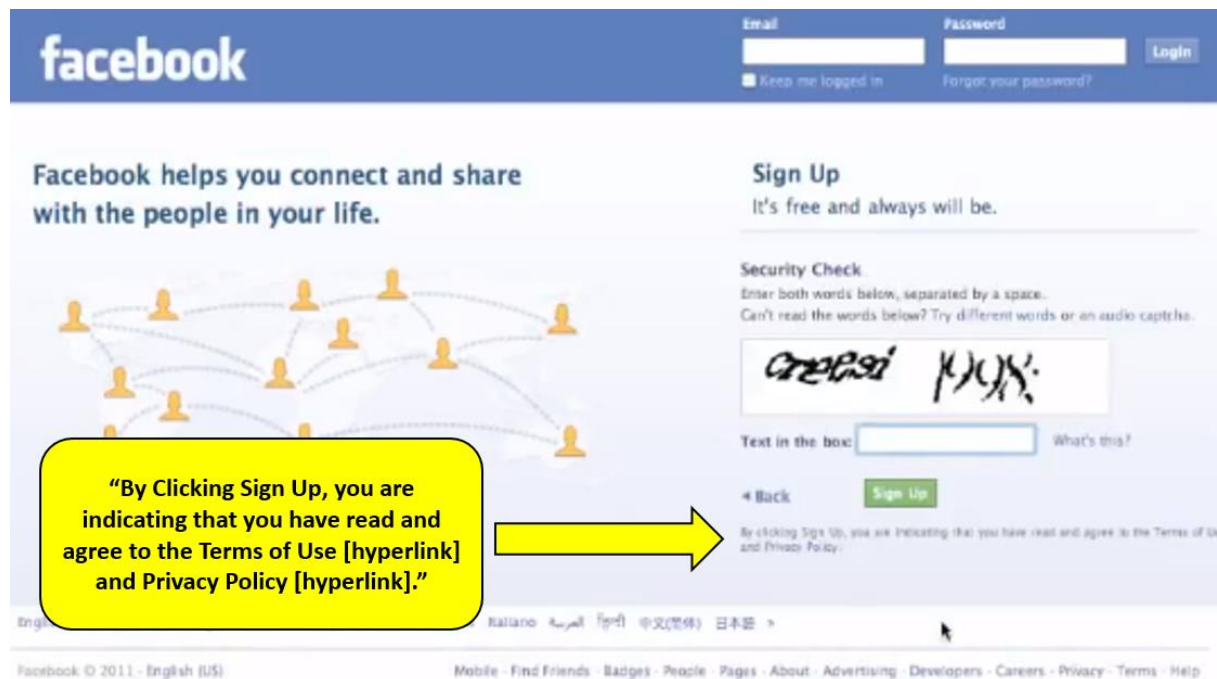 facebook
Email
Password
Login
Keep me logged in
Forgot your password?
Facebook helps you connect and share
with the people in your life.
Sign Up
It's free and always will be.
Security Check
Enter both words below, separated by a space.
Can't read the words below? Try different words or an audio captcha.
Text in the box:
What's this?
Back
Sign Up
By clicking Sign Up, you are indicating that you have read and agree to the Terms of
and Privacy Policy.
“By Clicking Sign Up, you are
indicating that you have read and
agree to the Terms of Use [hyperlink]
and Privacy Policy [hyperlink].”
Italiano العربية हिन्दी 中文(简体) 日本語 »
Facebook © 2011 · English (US)
Mobile · Find Friends · Badges · People · Pages · About · Advertising · Developers · Careers · Privacy · Terms · Help